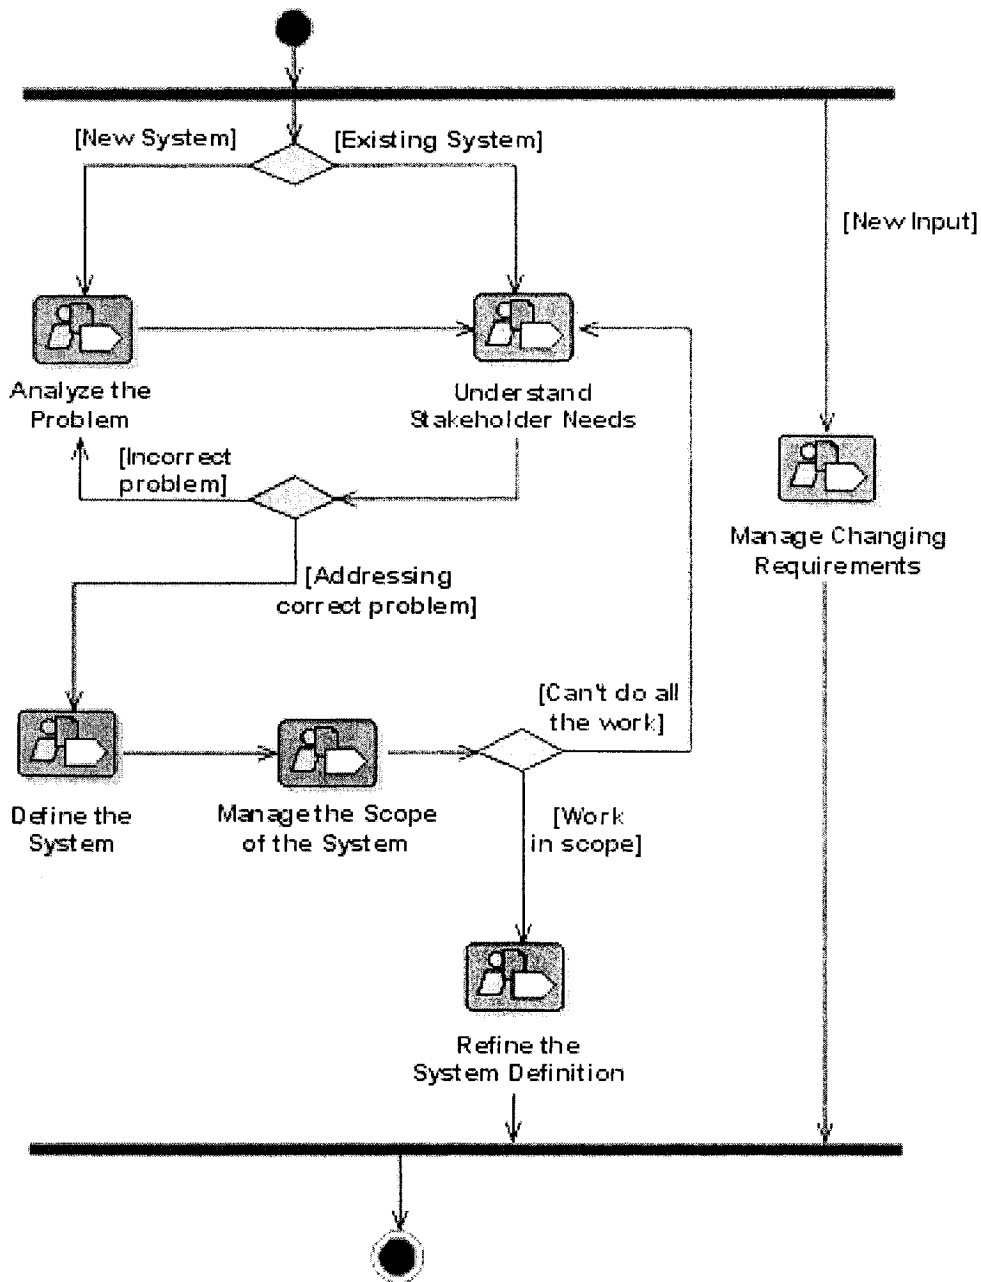 [New System]
[Existing System]
[New Input]
Analyze the
Problem
Understand
Stakeholder Needs
[Incorrect
problem]
Manage Changing
Requirements
[Addressing
correct problem]
[Can't do all
the work]
Define the
System
Manage the Scope
of the System
[Work
in scope]
Refine the
System Definition